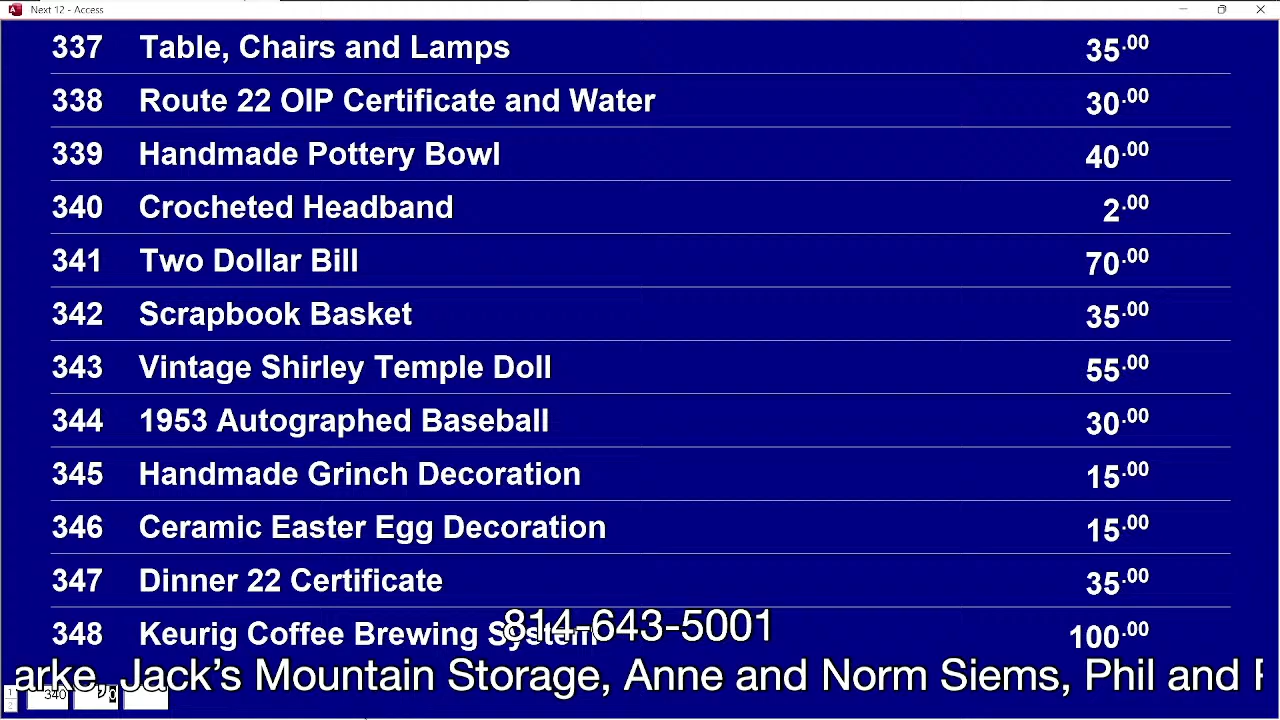 Next 12 - Access
337 Table, Chairs and Lamps 35.00
338 Route 22 OIP Certificate and Water 30.00
339 Handmade Pottery Bowl 40.00
340 Crocheted Headband 2.00
341 Two Dollar Bill 70.00
342 Scrapbook Basket 35.00
343 Vintage Shirley Temple Doll 55.00
344 1953 Autographed Baseball 30.00
345 Handmade Grinch Decoration 15.00
346 Ceramic Easter Egg Decoration 15.00
347 Dinner 22 Certificate 35.00
348 Keurig Coffee Brewing System 100.00
814-643-5001
arke, Jack's Mountain Storage, Anne and Norm Siems, Phil and
340